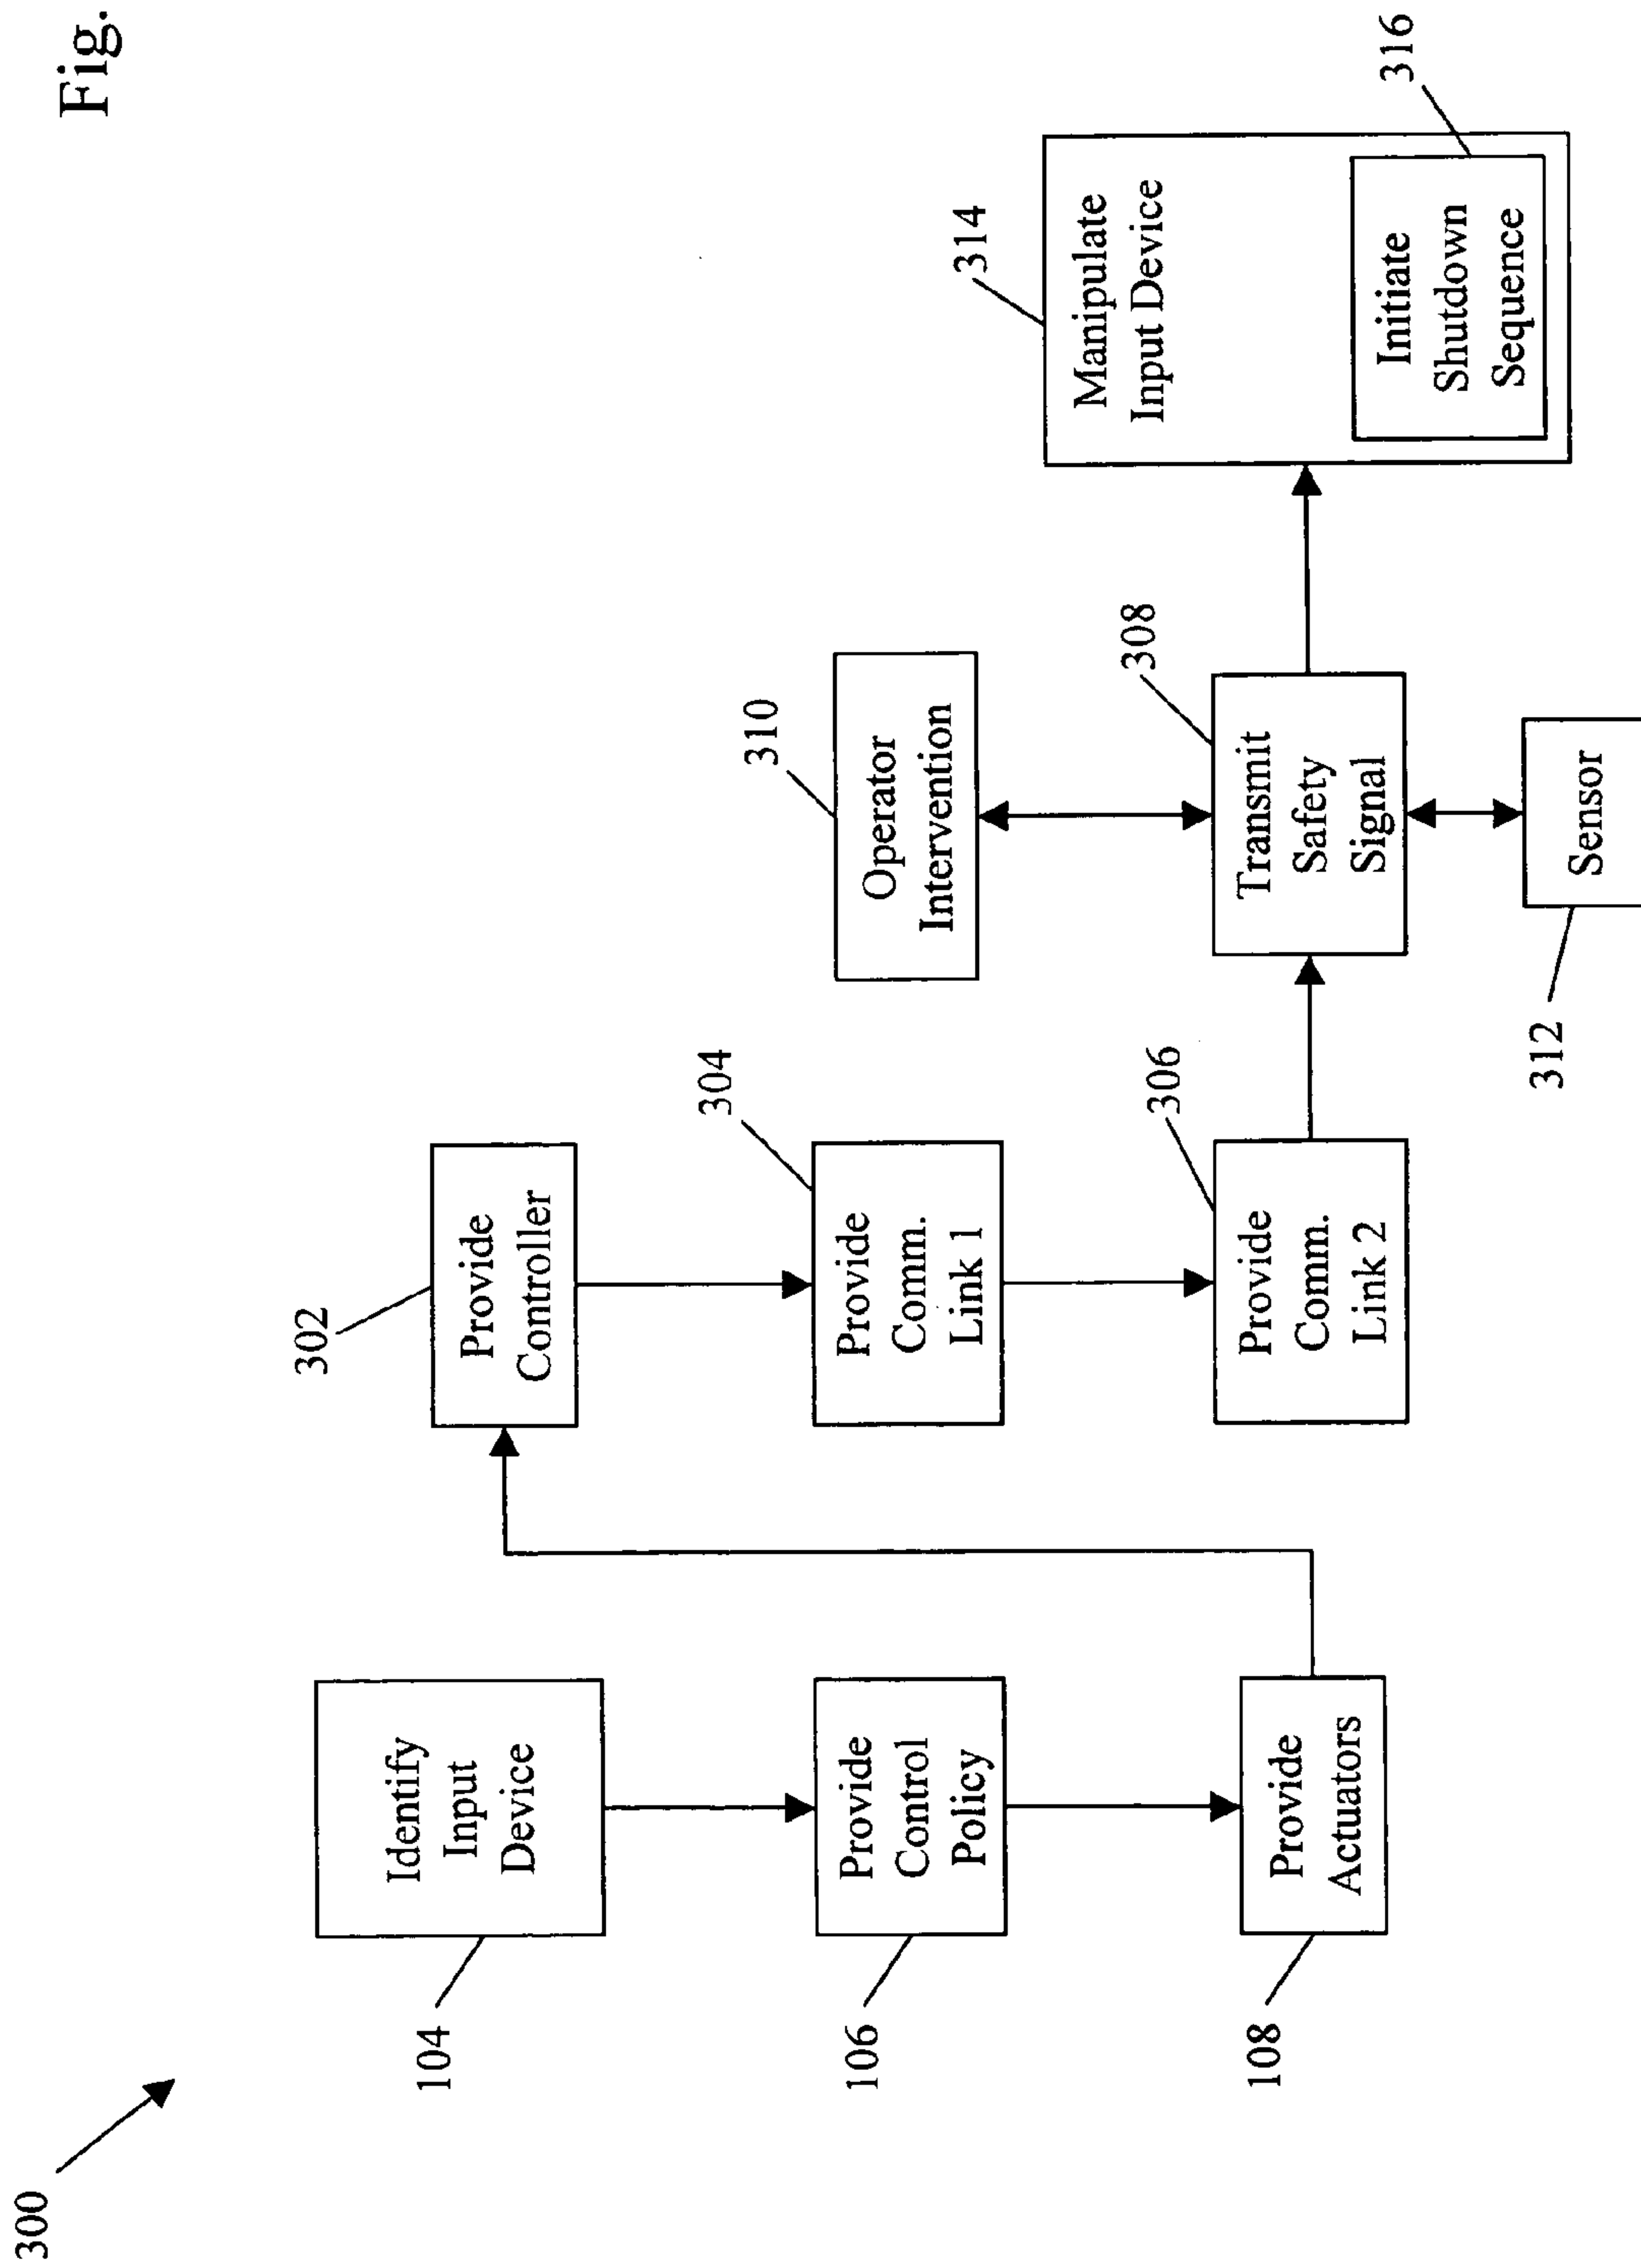 Fig.
300
104
Identify
Input
Device
106
Provide
Control
Policy
108
Provide
Actuators
302
Provide
Controller
304
Provide
Comm.
Link 1
306
Provide
Comm.
Link 2
310
Operator
Intervention
308
Transmit
Safety
Signal
312
Sensor
314
Manipulate
Input Device
316
Initiate
Shutdown
Sequence